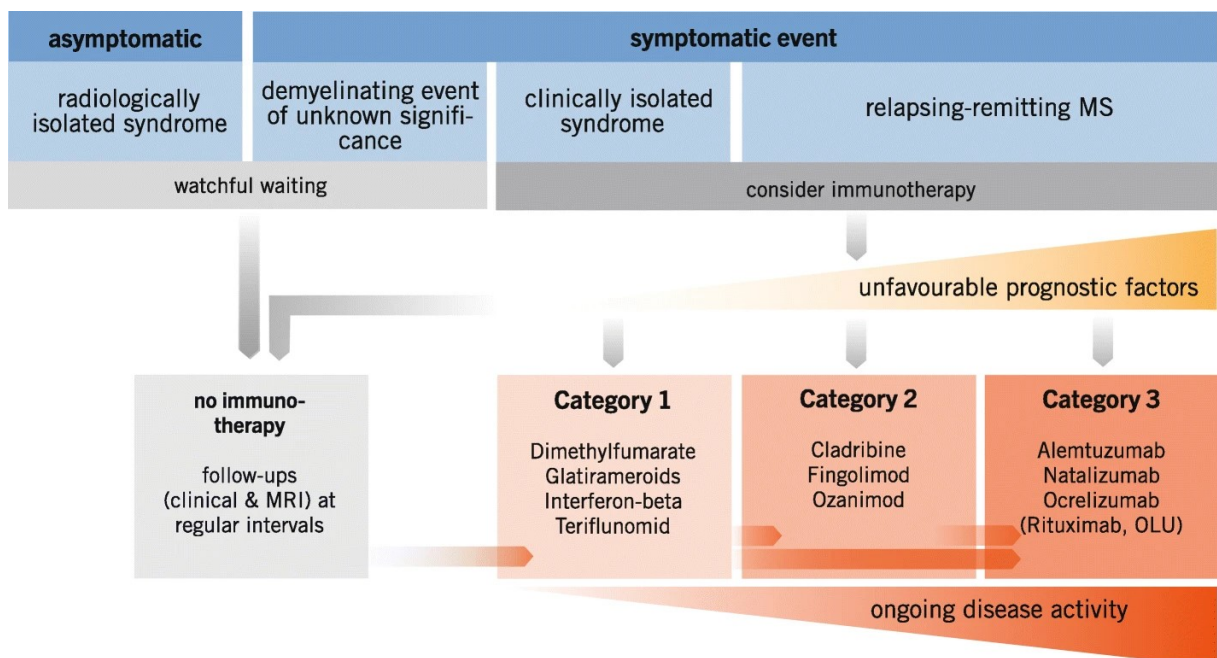 asymptomatic
symptomatic event
radiologically
isolated syndrome
demyelinating event
of unknown signifi-
cance
clinically isolated
syndrome
relapsing-remitting MS
watchful waiting
consider immunotherapy
unfavourable prognostic factors
no immuno-
therapy
follow-ups
(clinical & MRI) at
regular intervals
Category 1
Dimethylfumarate
Glatirameroids
Interferon-beta
Teriflunomid
Category 2
Cladribine
Fingolimod
Ozanimod
Category 3
Alemtuzumab
Natalizumab
Ocrelizumab
(Rituximab, OLU)
ongoing disease activity